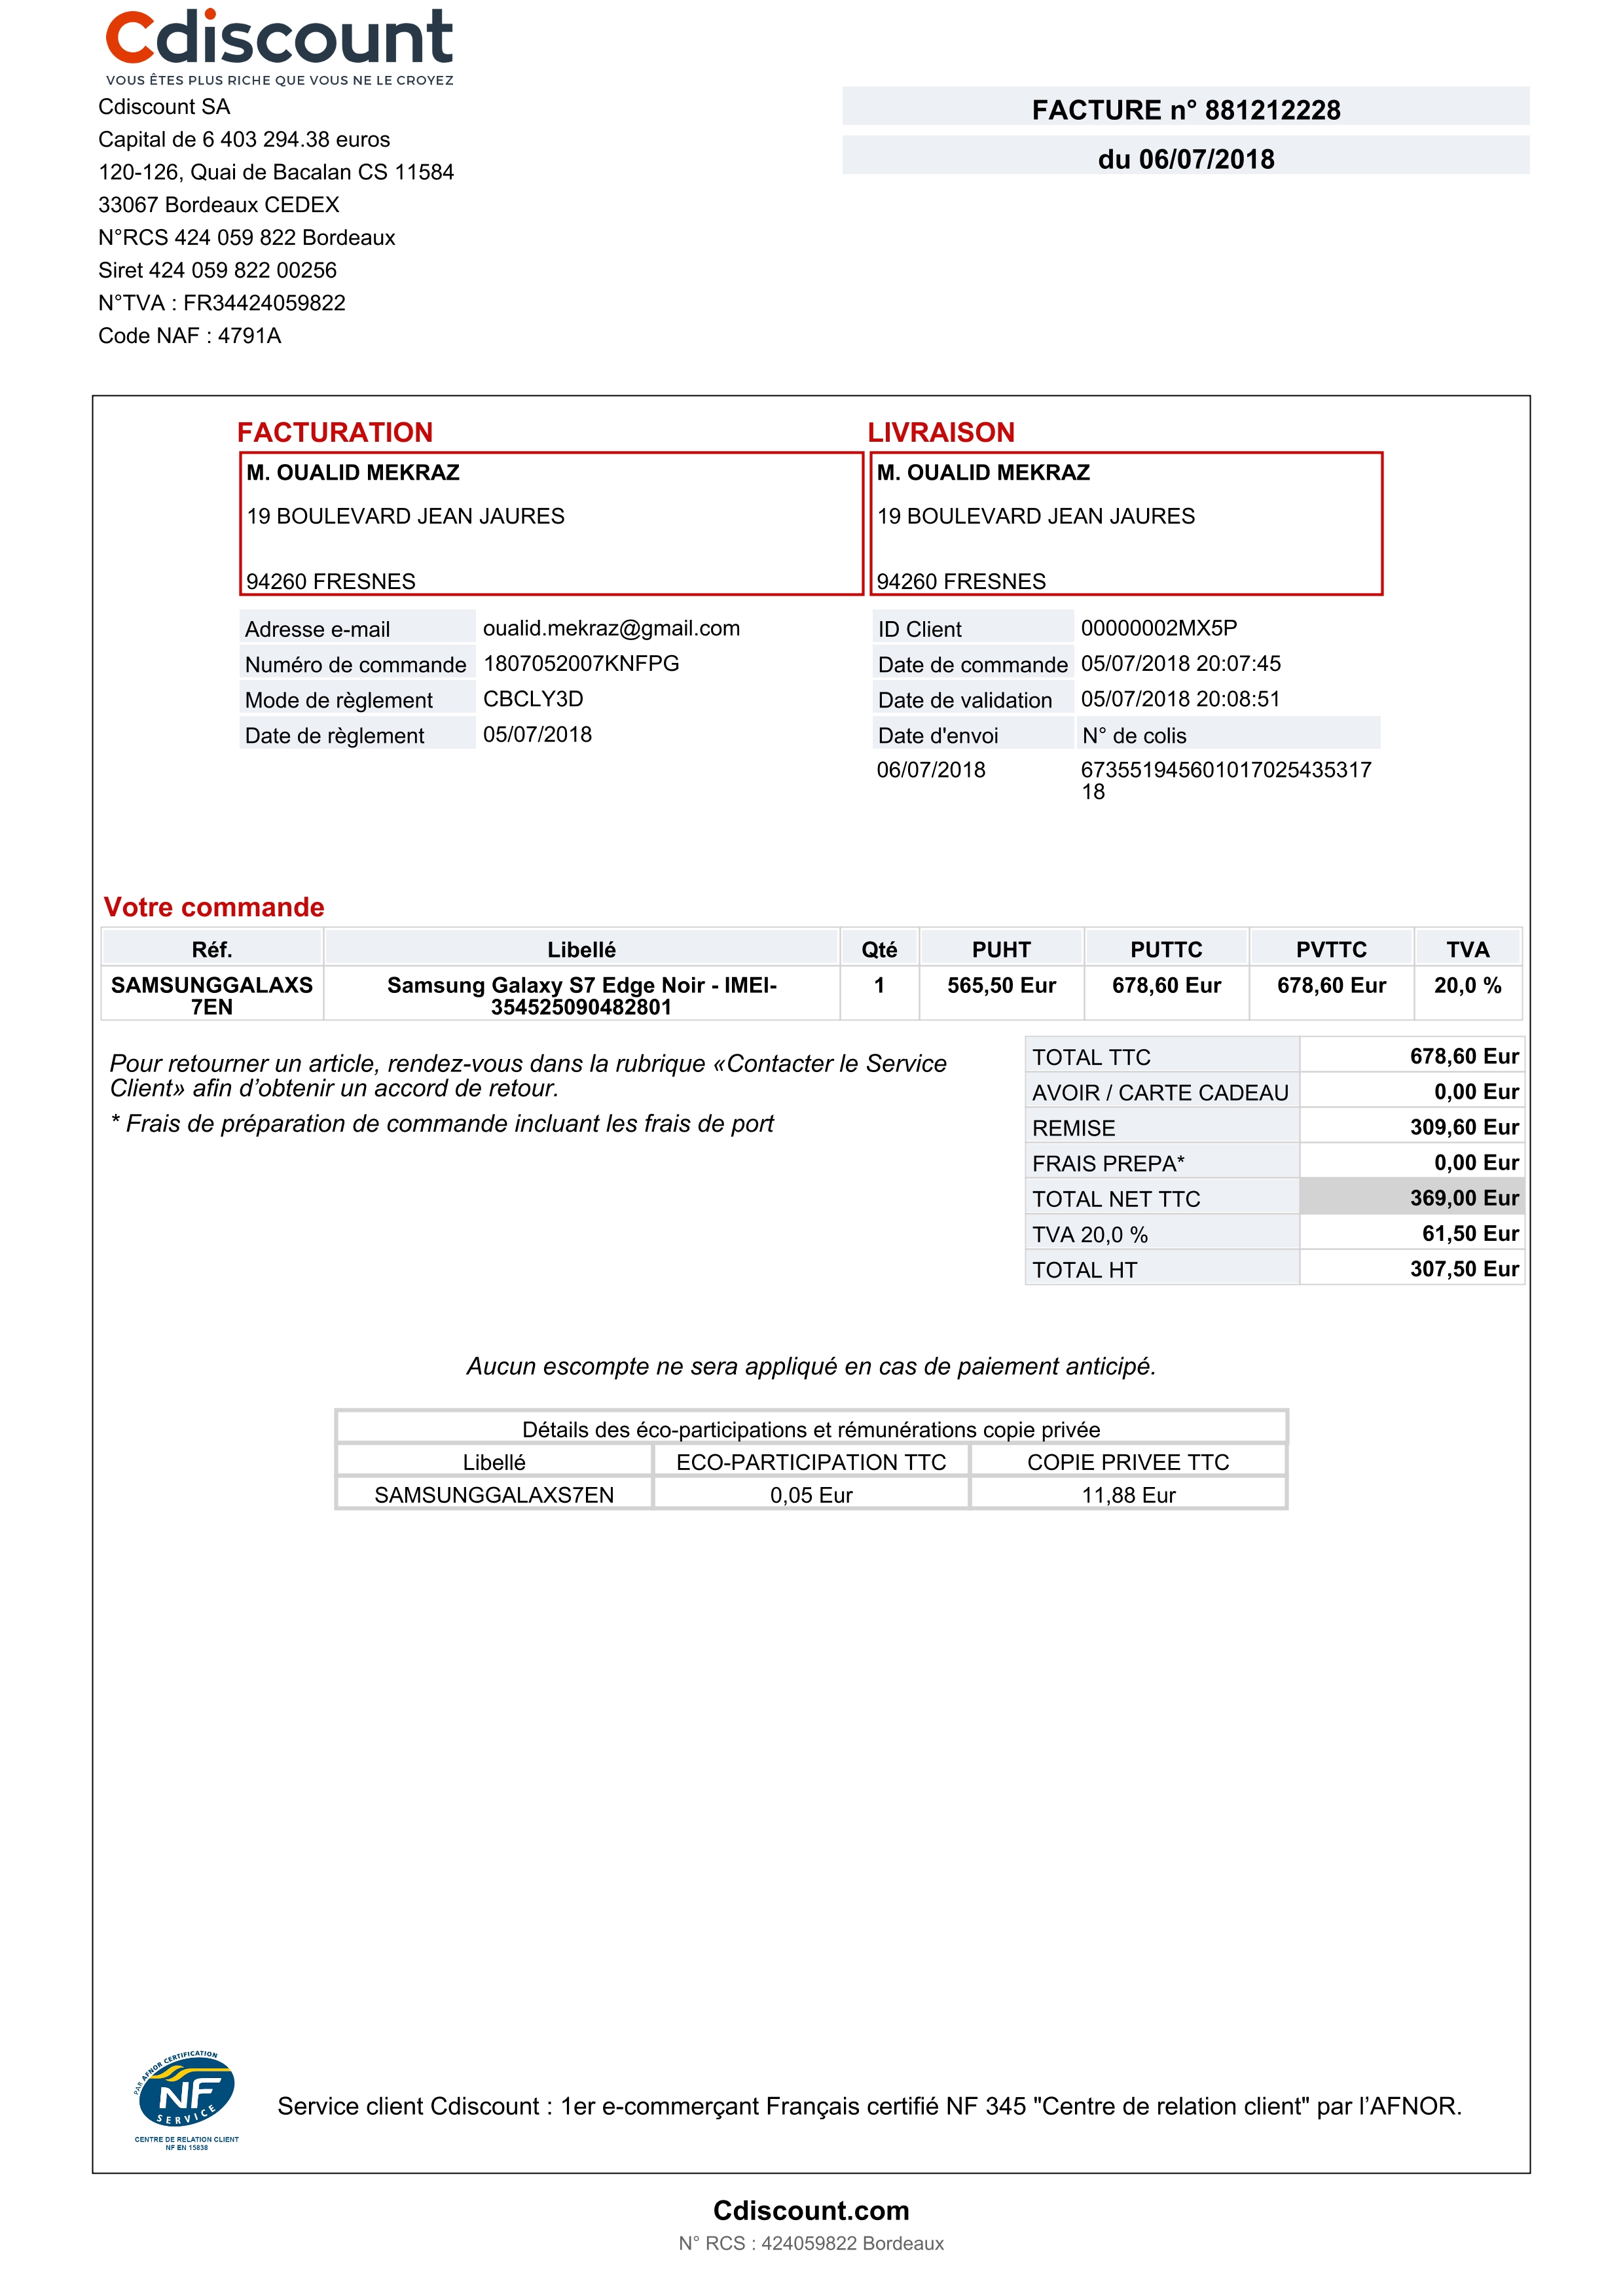 Cdiscount
VOUS ÊTES PLUS RICHE QUE VOUS NE LE CROYEZ
Cdiscount SA
Capital de 6 403 294.38 euros
120-126, Quai de Bacalan CS 11584
33067 Bordeaux CEDEX
N°RCS 424 059 822 Bordeaux
Siret 424 059 822 00256
N°TVA : FR34424059822
Code NAF : 4791A
FACTURE n° 881212228
du 06/07/2018
FACTURATION
M. OUALID MEKRAZ
19 BOULEVARD JEAN JAURES
94260 FRESNES
Adresse e-mail oualid.mekraz@gmail.com
Numéro de commande 1807052007KNFPG
Mode de règlement CBCLY3D
Date de règlement 05/07/2018
LIVRAISON
M. OUALID MEKRAZ
19 BOULEVARD JEAN JAURES
94260 FRESNES
ID Client 00000002MX5P
Date de commande 05/07/2018 20:07:45
Date de validation 05/07/2018 20:08:51
Date d'envoi N° de colis
06/07/2018 673551945601017025435317
18
Votre commande
Réf. Libellé Qté PUHT PUTTC PVTTC TVA
SAMSUNGGALAXS Samsung Galaxy S7 Edge Noir - IMEI- 1 565,50 Eur 678,60 Eur 678,60 Eur 20,0 %
7EN 354525090482801
Pour retourner un article, rendez-vous dans la rubrique «Contacter le Service
Client» afin d’obtenir un accord de retour.
* Frais de préparation de commande incluant les frais de port
TOTAL TTC 678,60 Eur
AVOIR / CARTE CADEAU 0,00 Eur
REMISE 309,60 Eur
FRAIS PREPA* 0,00 Eur
TOTAL NET TTC 369,00 Eur
TVA 20,0 % 61,50 Eur
TOTAL HT 307,50 Eur
Aucun escompte ne sera appliqué en cas de paiement anticipé.
Détails des éco-participations et rémunérations copie privée
Libellé ECO-PARTICIPATION TTC COPIE PRIVEE TTC
SAMSUNGGALAXS7EN 0,05 Eur 11,88 Eur
PAR AFNOR CERTIFICATION
NF
SERVICE
CENTRE DE RELATION CLIENT
NF EN 15838
Service client Cdiscount : 1er e-commerçant Français certifié NF 345 "Centre de relation client" par l’AFNOR.
Cdiscount.com
N° RCS : 424059822 Bordeaux